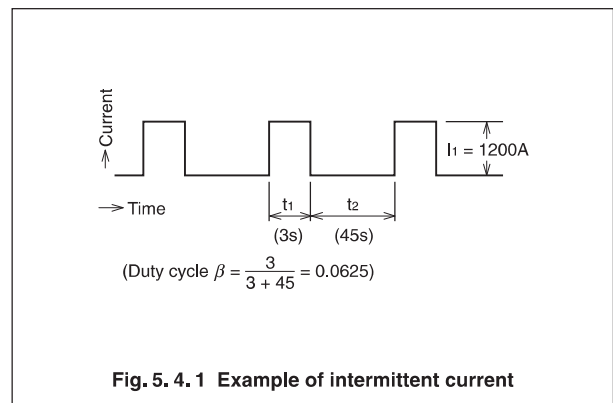 → Current
I₁ = 1200A
→ Time
t₁ t₂
(3s) (45s)
(Duty cycle β = 3 / (3 + 45) = 0.0625)
Fig. 5. 4. 1 Example of intermittent current